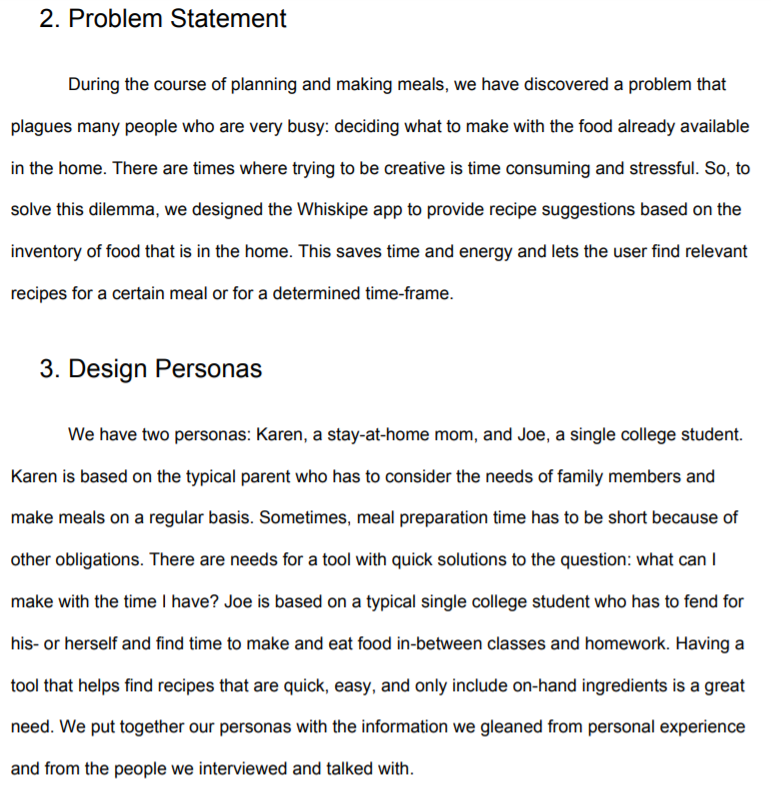 2. Problem Statement
During the course of planning and making meals, we have discovered a problem that
plagues many people who are very busy: deciding what to make with the food already available
in the home. There are times where trying to be creative is time consuming and stressful. So, to
solve this dilemma, we designed the Whiskipe app to provide recipe suggestions based on the
inventory of food that is in the home. This saves time and energy and lets the user find relevant
recipes for a certain meal or for a determined time-frame.
3. Design Personas
We have two personas: Karen, a stay-at-home mom, and Joe, a single college student.
Karen is based on the typical parent who has to consider the needs of family members and
make meals on a regular basis. Sometimes, meal preparation time has to be short because of
other obligations. There are needs for a tool with quick solutions to the question: what can I
make with the time I have? Joe is based on a typical single college student who has to fend for
his- or herself and find time to make and eat food in-between classes and homework. Having a
tool that helps find recipes that are quick, easy, and only include on-hand ingredients is a great
need. We put together our personas with the information we gleaned from personal experience
and from the people we interviewed and talked with.